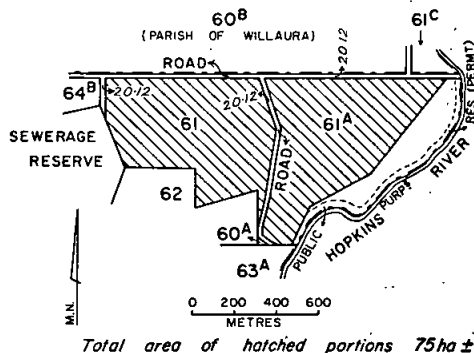 60B
(PARISH OF WILLAURA)
61C
ROAD
20·12
64B
20·12
20·12
61
61A
RES (PERMT)
SEWERAGE
RESERVE
ROAD
62
60A
PUBLIC PURPS
HOPKINS RIVER
63A
M.N.
0 200 400 600
METRES
Total area of hatched portions 75ha ±